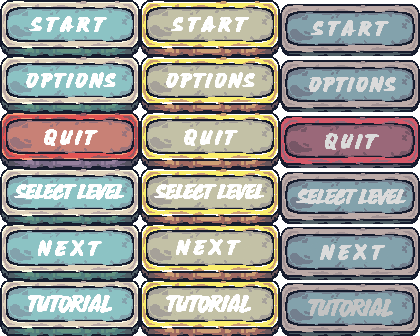 START START START
OPTIONS OPTIONS OPTIONS
QUIT QUIT QUIT
SELECT LEVEL SELECT LEVEL SELECT LEVEL
NEXT NEXT NEXT
TUTORIAL TUTORIAL TUTORIAL